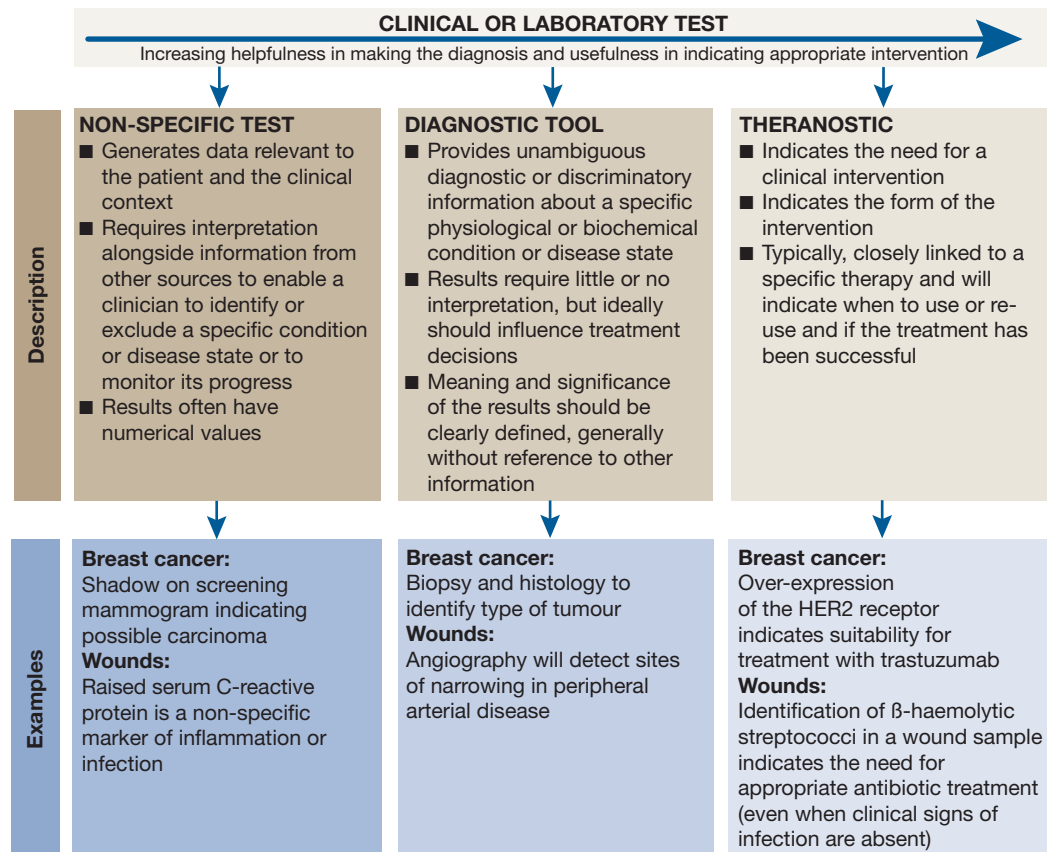 CLINICAL OR LABORATORY TEST
Increasing helpfulness in making the diagnosis and usefulness in indicating appropriate intervention
Description
NON-SPECIFIC TEST
■ Generates data relevant to
the patient and the clinical
context
■ Requires interpretation
alongside information from
other sources to enable a
clinician to identify or
exclude a specific condition
or disease state or to
monitor its progress
■ Results often have
numerical values
DIAGNOSTIC TOOL
■ Provides unambiguous
diagnostic or discriminatory
information about a specific
physiological or biochemical
condition or disease state
■ Results require little or no
interpretation, but ideally
should influence treatment
decisions
■ Meaning and significance
of the results should be
clearly defined, generally
without reference to other
information
THERANOSTIC
■ Indicates the need for a
clinical intervention
■ Indicates the form of the
intervention
■ Typically, closely linked to a
specific therapy and will
indicate when to use or re-
use and if the treatment has
been successful
Examples
Breast cancer:
Shadow on screening
mammogram indicating
possible carcinoma
Wounds:
Raised serum C-reactive
protein is a non-specific
marker of inflammation or
infection
Breast cancer:
Biopsy and histology to
identify type of tumour
Wounds:
Angiography will detect sites
of narrowing in peripheral
arterial disease
Breast cancer:
Over-expression
of the HER2 receptor
indicates suitability for
treatment with trastuzumab
Wounds:
Identification of ß-haemolytic
streptococci in a wound sample
indicates the need for
appropriate antibiotic treatment
(even when clinical signs of
infection are absent)